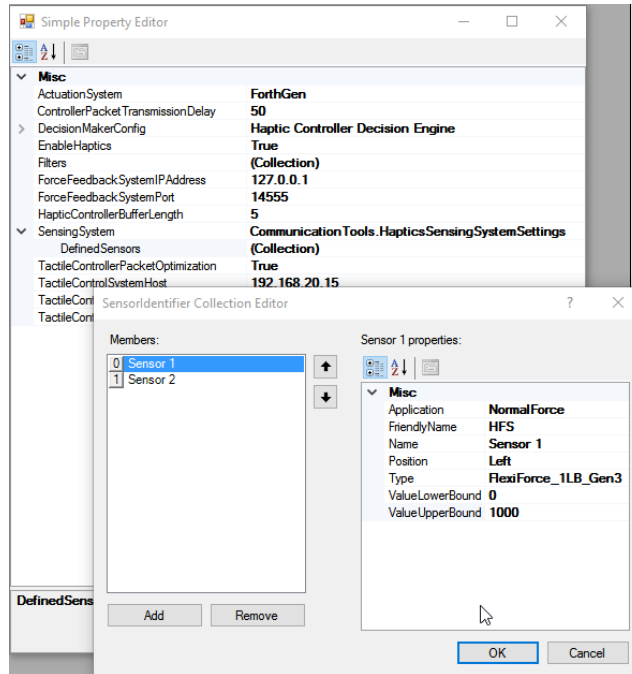 Simple Property Editor
Misc
ActuationSystem ForthGen
ControllerPacketTransmissionDelay 50
DecisionMakerConfig Haptic Controller Decision Engine
EnableHaptics True
Filters (Collection)
ForceFeedbackSystemIPAddress 127.0.0.1
ForceFeedbackSystemPort 14555
HapticControllerBufferLength 5
SensingSystem CommunicationTools.HapticsSensingSystemSettings
DefinedSensors (Collection)
TactileControllerPacketOptimization True
TactileControlSystemHost 192.168.20.15
TactileCont
TactileCont
DefinedSens
SensorIdentifier Collection Editor
Members:
0 Sensor 1
1 Sensor 2
Add Remove
Sensor 1 properties:
Misc
Application NormalForce
FriendlyName HFS
Name Sensor 1
Position Left
Type FlexiForce_1LB_Gen3
ValueLowerBound 0
ValueUpperBound 1000
OK Cancel